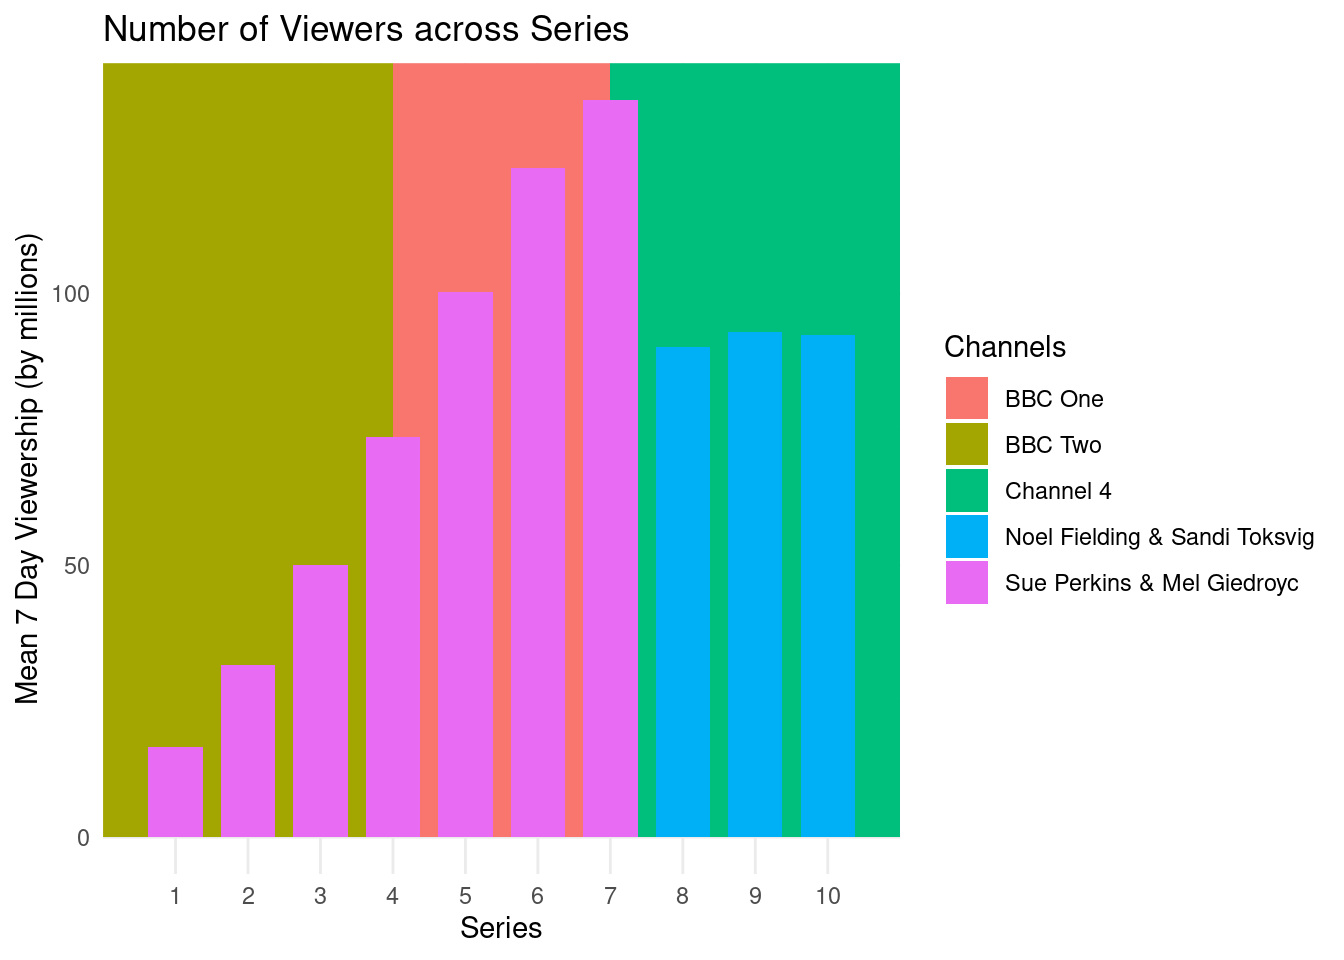 Number of Viewers across Series
Mean 7 Day Viewership (by millions)
100
50
0
1 2 3 4 5 6 7 8 9 10
Series
Channels
BBC One
BBC Two
Channel 4
Noel Fielding & Sandi Toksvig
Sue Perkins & Mel Giedroyc